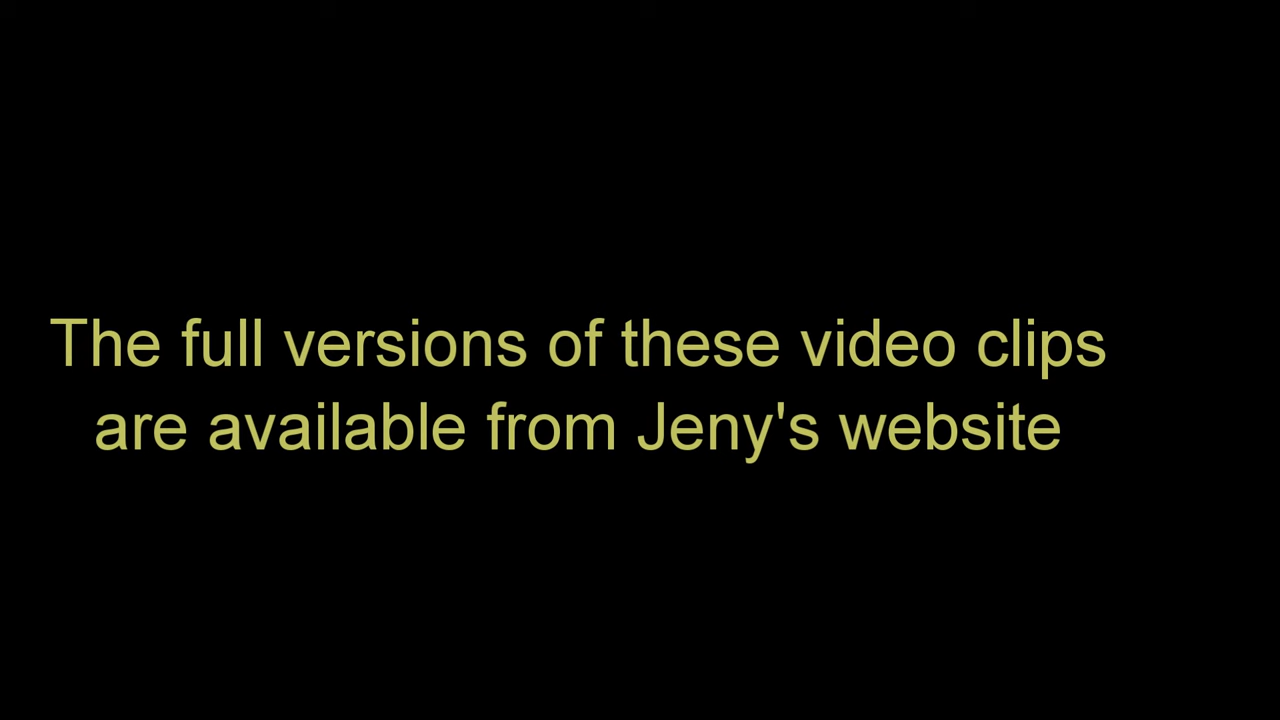 The full versions of these video clips
are available from Jeny's website